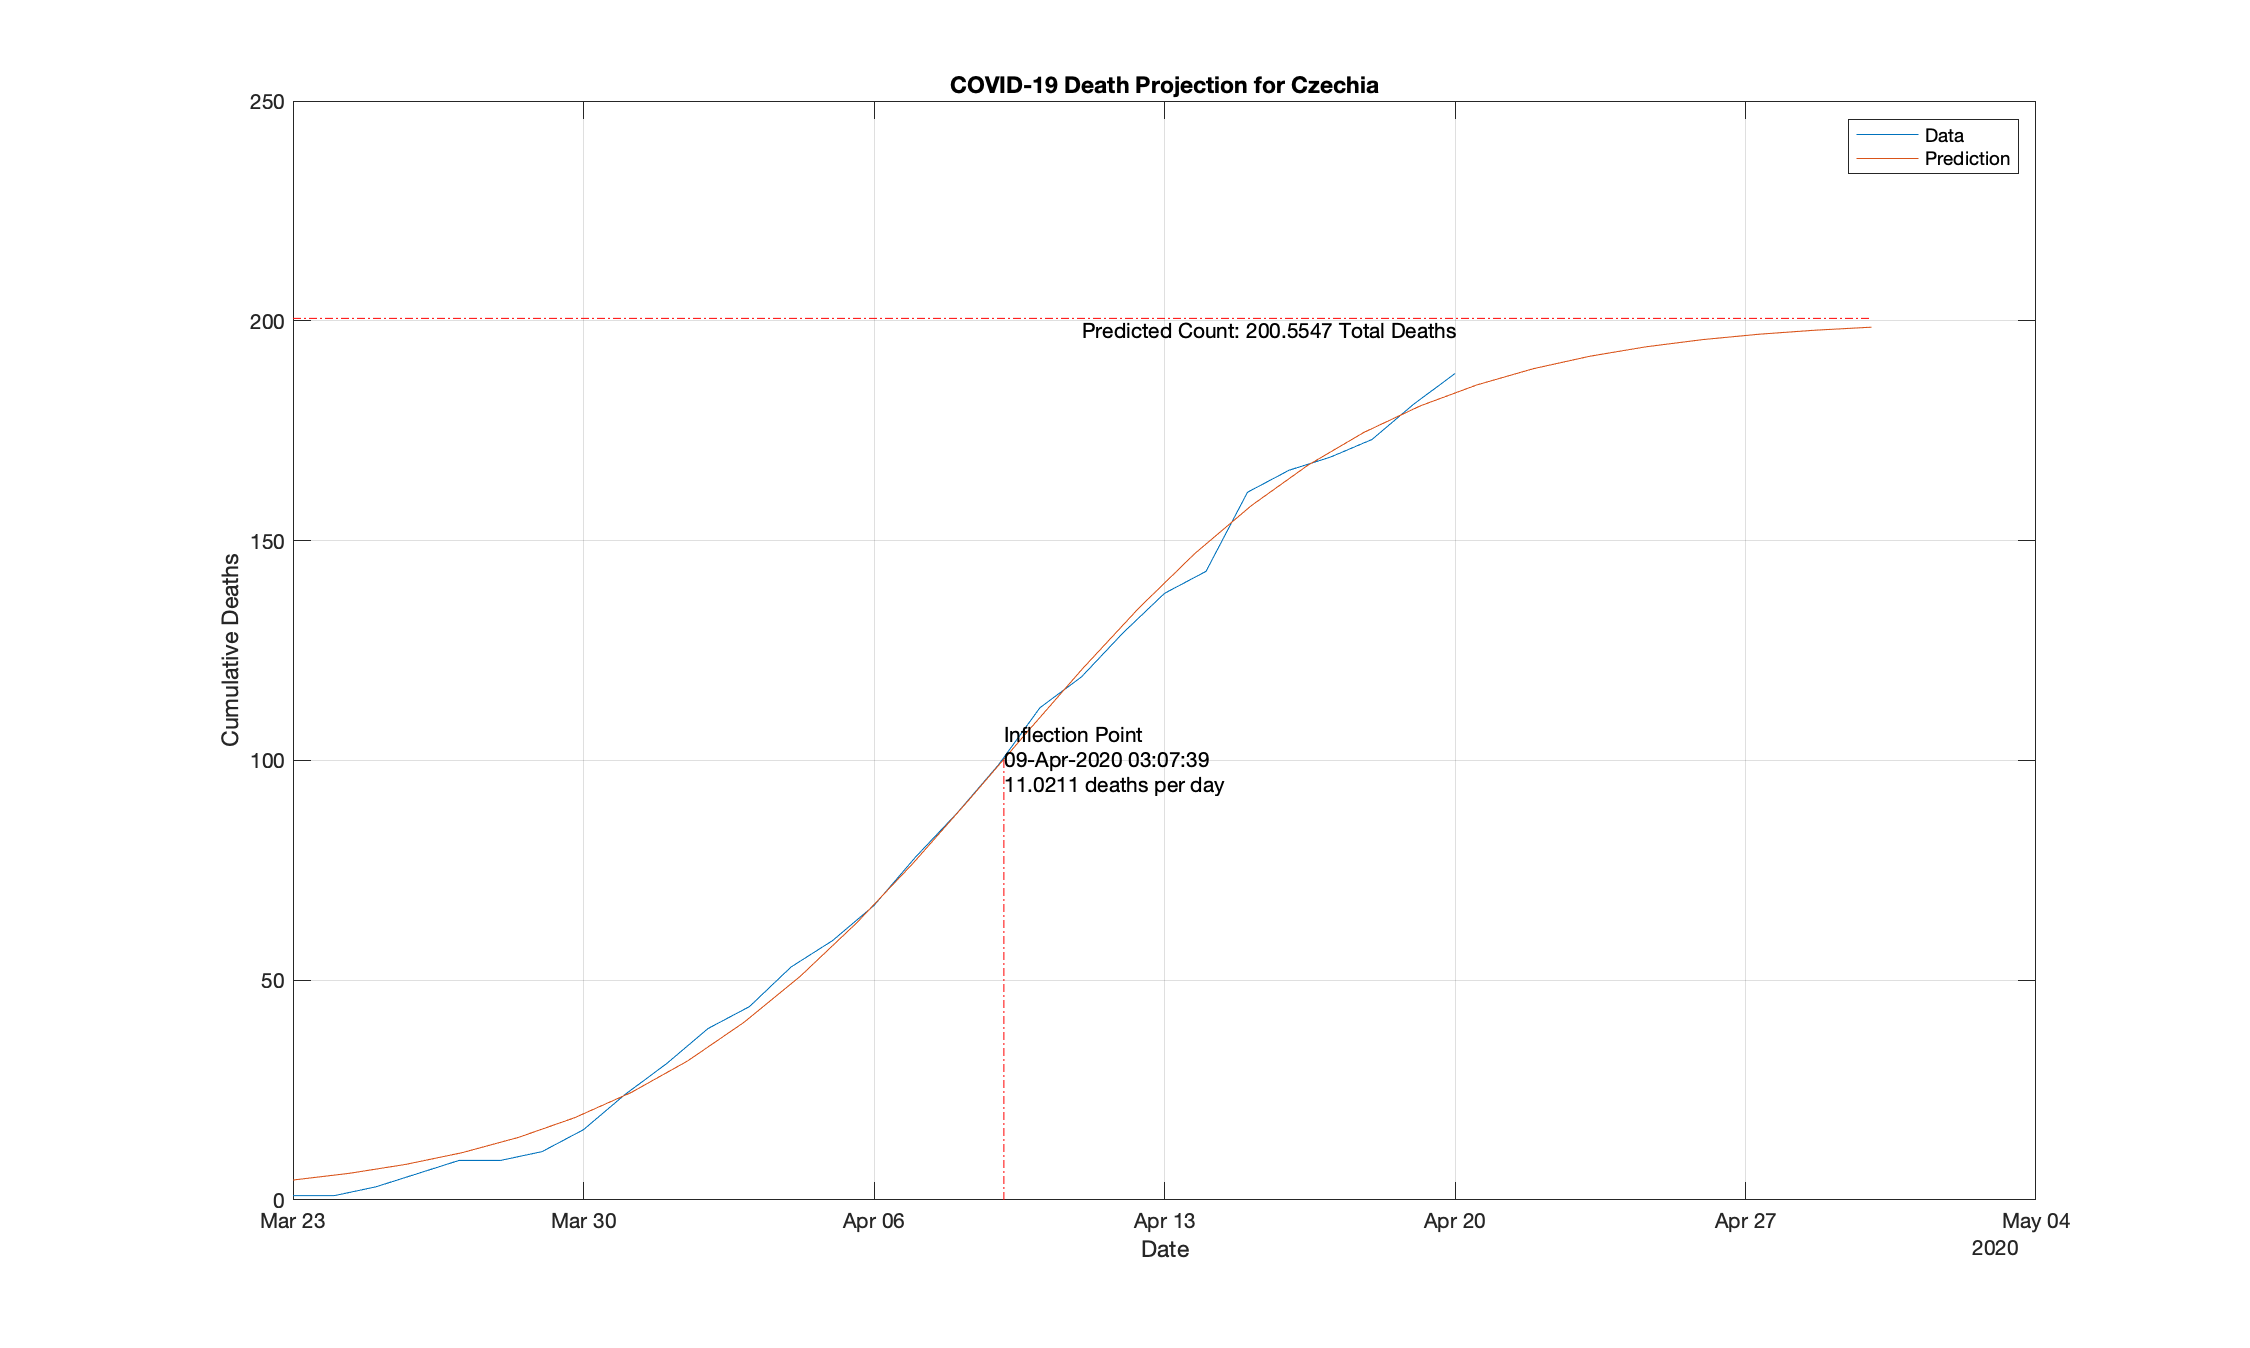 COVID-19 Death Projection for Czechia
250
200
150
100
50
0
Cumulative Deaths
Data
Prediction
Predicted Count: 200.5547 Total Deaths
Inflection Point
09-Apr-2020 03:07:39
11.0211 deaths per day
Mar 23 Mar 30 Apr 06 Apr 13 Apr 20 Apr 27 May 04
Date
2020